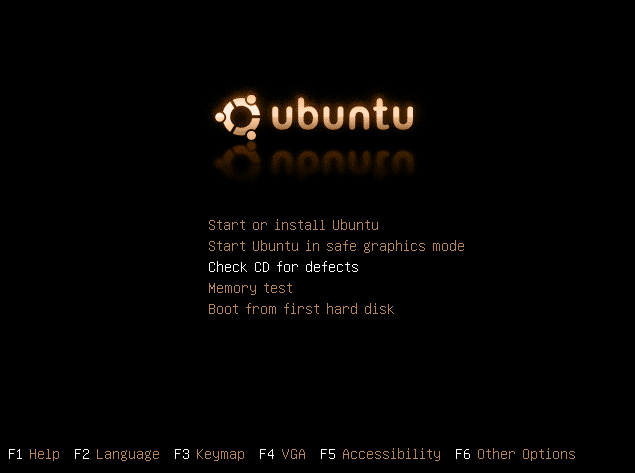 ubuntu
Start or install Ubuntu
Start Ubuntu in safe graphics mode
Check CD for defects
Memory test
Boot from first hard disk
F1 Help F2 Language F3 Keymap F4 VGA F5 Accessibility F6 Other Options